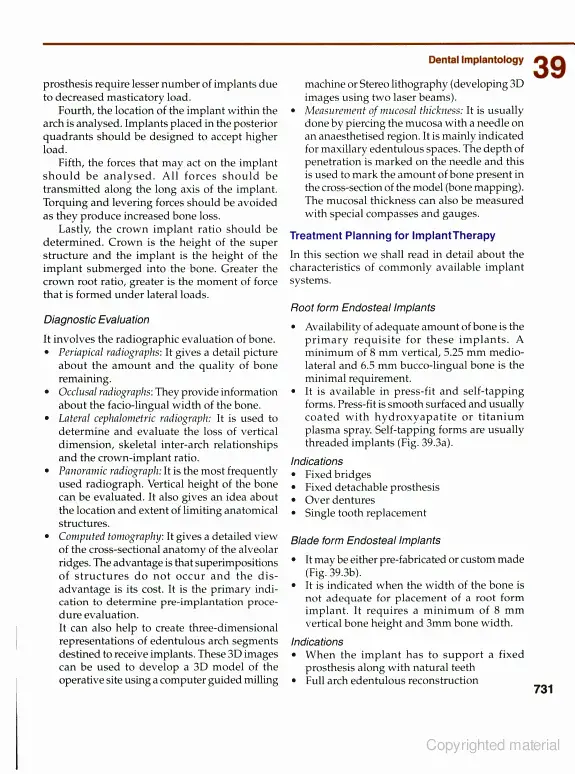 Dental Implantology 39
prosthesis require lesser number of implants due
to decreased masticatory load.
Fourth, the location of the implant within the
arch is analysed. Implants placed in the posterior
quadrants should be designed to accept higher
load.
Fifth, the forces that may act on the implant
should be analysed. All forces should be
transmitted along the long axis of the implant.
Torquing and levering forces should be avoided
as they produce increased bone loss.
Lastly, the crown implant ratio should be
determined. Crown is the height of the super
structure and the implant is the height of the
implant submerged into the bone. Greater the
crown root ratio, greater is the moment of force
that is formed under lateral loads.
Diagnostic Evaluation
It involves the radiographic evaluation of bone.
• Periapical radiographs: It gives a detail picture
about the amount and the quality of bone
remaining.
• Occlusal radiographs: They provide information
about the facio-lingual width of the bone.
• Lateral cephalometric radiograph: It is used to
determine and evaluate the loss of vertical
dimension, skeletal inter-arch relationships
and the crown-implant ratio.
• Panoramic radiograph: It is the most frequently
used radiograph. Vertical height of the bone
can be evaluated. It also gives an idea about
the location and extent of limiting anatomical
structures.
• Computed tomography: It gives a detailed view
of the cross-sectional anatomy of the alveolar
ridges. The advantage is that superimpositions
of structures do not occur and the dis-
advantage is its cost. It is the primary indi-
cation to determine pre-implantation proce-
dure evaluation.
It can also help to create three-dimensional
representations of edentulous arch segments
destined to receive implants. These 3D images
can be used to develop a 3D model of the
operative site using a computer guided milling
machine or Stereo lithography (developing 3D
images using two laser beams).
• Measurement of mucosal thickness: It is usually
done by piercing the mucosa with a needle on
an anaesthetised region. It is mainly indicated
for maxillary edentulous spaces. The depth of
penetration is marked on the needle and this
is used to mark the amount of bone present in
the cross-section of the model (bone mapping).
The mucosal thickness can also be measured
with special compasses and gauges.
Treatment Planning for Implant Therapy
In this section we shall read in detail about the
characteristics of commonly available implant
systems.
Root form Endosteal Implants
• Availability of adequate amount of bone is the
primary requisite for these implants. A
minimum of 8 mm vertical, 5.25 mm medio-
lateral and 6.5 mm bucco-lingual bone is the
minimal requirement.
• It is available in press-fit and self-tapping
forms. Press-fit is smooth surfaced and usually
coated with hydroxyapatite or titanium
plasma spray. Self-tapping forms are usually
threaded implants (Fig. 39.3a).
Indications
• Fixed bridges
• Fixed detachable prosthesis
• Over dentures
• Single tooth replacement
Blade form Endosteal Implants
• It may be either pre-fabricated or custom made
(Fig. 39.3b).
• It is indicated when the width of the bone is
not adequate for placement of a root form
implant. It requires a minimum of 8 mm
vertical bone height and 3mm bone width.
Indications
• When the implant has to support a fixed
prosthesis along with natural teeth
• Full arch edentulous reconstruction
731
Copyrighted material